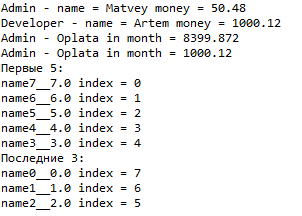 Admin - name = Matvey money = 50.48
Developer - name = Artem money = 1000.12
Admin - Oplata in month = 8399.872
Admin - Oplata in month = 1000.12
Первые 5:
name7__7.0 index = 0
name6__6.0 index = 1
name5__5.0 index = 2
name4__4.0 index = 3
name3__3.0 index = 4
Последние 3:
name0__0.0 index = 7
name1__1.0 index = 6
name2__2.0 index = 5